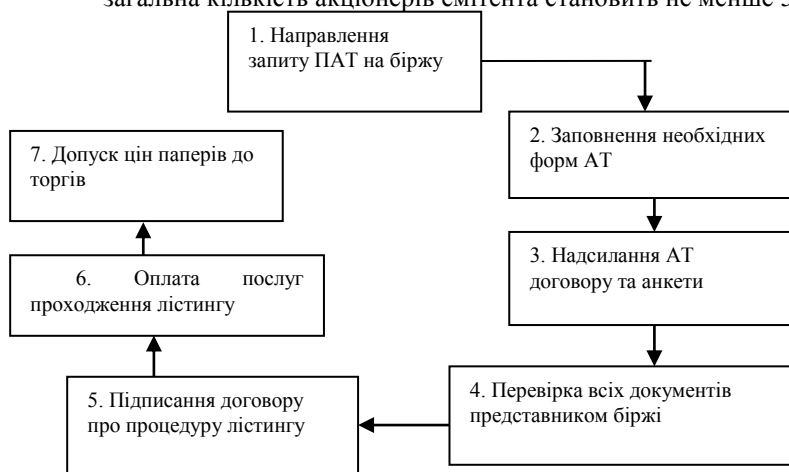 загальна кількість акціонерів емітента становить не менше
1. Направлення
запиту ПАТ на біржу
2. Заповнення необхідних
форм АТ
3. Надсилання АТ
договору та анкети
4. Перевірка всіх документів
представником біржі
5. Підписання договору
про процедуру лістингу
6. Оплата послуг
проходження лістингу
7. Допуск цін паперів до
торгів